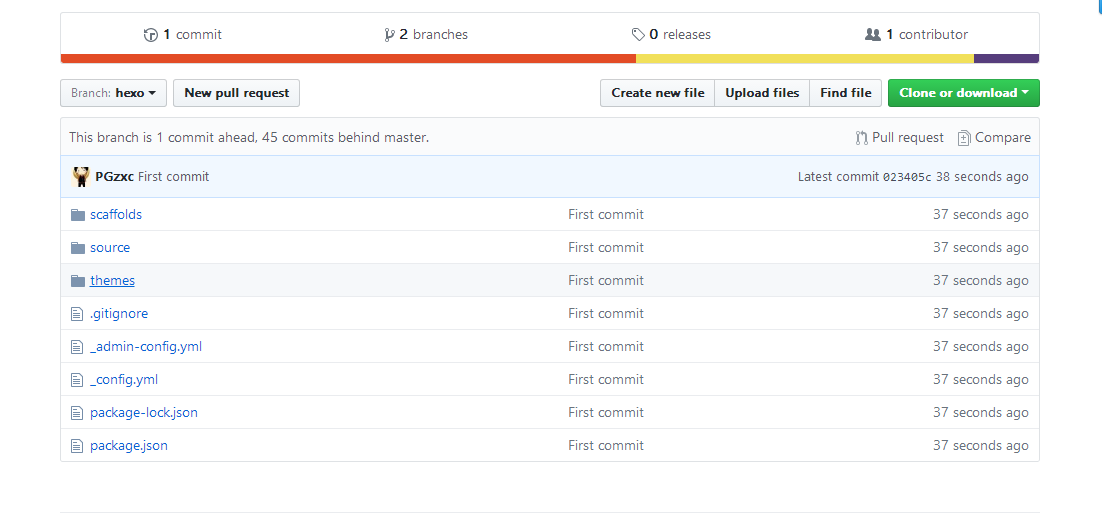 1 commit 2 branches 0 releases 1 contributor
Branch: hexo New pull request Create new file Upload files Find file Clone or download
This branch is 1 commit ahead, 45 commits behind master. Pull request Compare
PGzxc First commit Latest commit 023405c 38 seconds ago
scaffolds First commit 37 seconds ago
source First commit 37 seconds ago
themes First commit 37 seconds ago
.gitignore First commit 37 seconds ago
_admin-config.yml First commit 37 seconds ago
_config.yml First commit 37 seconds ago
package-lock.json First commit 37 seconds ago
package.json First commit 37 seconds ago